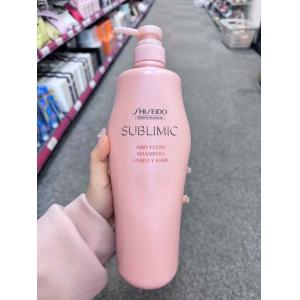 SHISEIDO
PROFESSIONAL
SUBLIMIC
AIRY FLOW
SHAMPOO
UNRULY HAIR